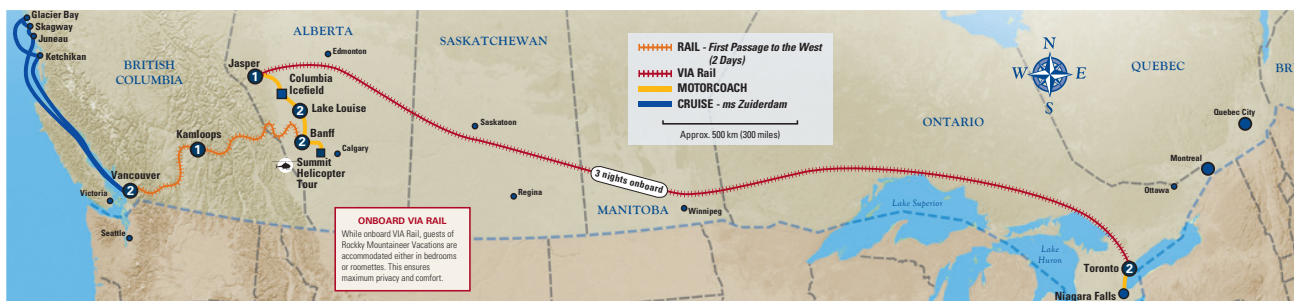 Glacier Bay
Skagway
Juneau
Ketchikan
BRITISH
COLUMBIA
ALBERTA
Edmonton
Jasper
1
Columbia
Icefield
2
Lake Louise
Kamloops
1
2
Banff
Calgary
Summit
Helicopter
Tour
Vancouver
2
Victoria
Seattle
SASKATCHEWAN
Saskatoon
Regina
3 nights onboard
MANITOBA
Winnipeg
ONBOARD VIA RAIL
While onboard VIA Rail, guests of
Rockky Mountaineer Vacations are
accommodated either in bedrooms
or roomettes. This ensures
maximum privacy and comfort.
RAIL - First Passage to the West
(2 Days)
VIA Rail
MOTORCOACH
CRUISE - ms Zuiderdam
Approx. 500 km (300 miles)
ONTARIO
N
W
E
S
QUEBEC
BR
Quebec City
Montreal
Ottawa
Lake Superior
Lake
Huron
Toronto
2
Niagara Falls